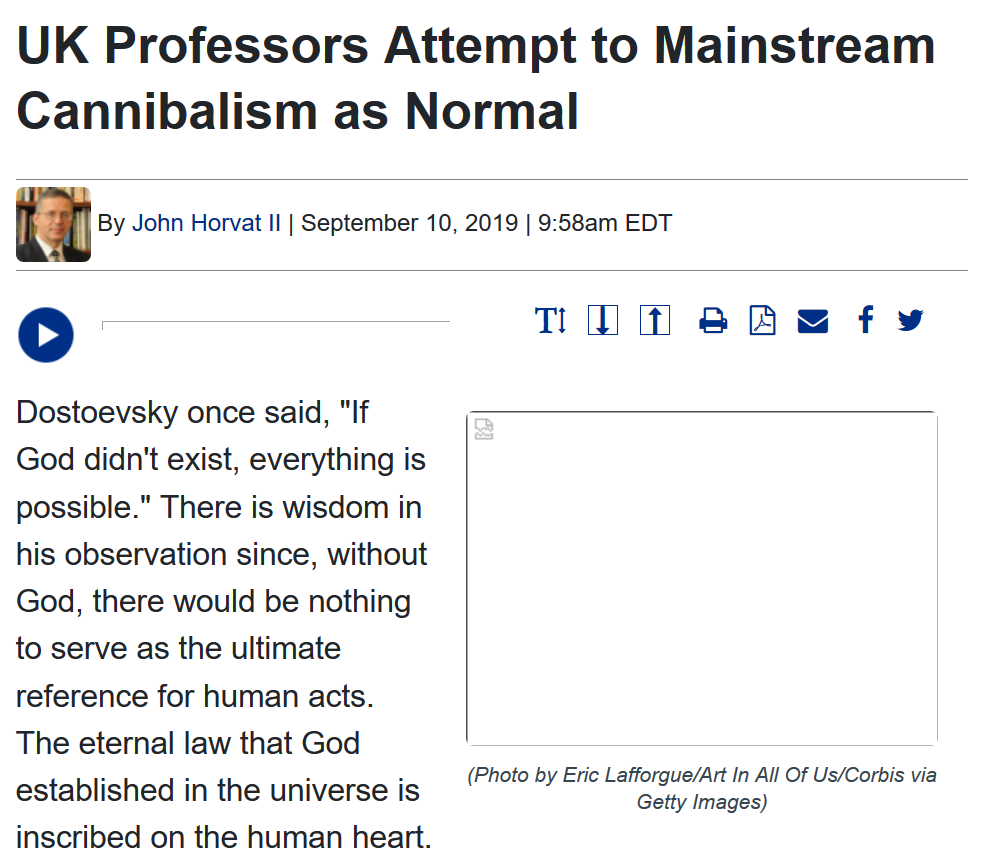 UK Professors Attempt to Mainstream
Cannibalism as Normal
By John Horvat II | September 10, 2019 | 9:58am EDT
Dostoevsky once said, "If
God didn't exist, everything is
possible." There is wisdom in
his observation since, without
God, there would be nothing
to serve as the ultimate
reference for human acts.
The eternal law that God
established in the universe is
inscribed on the human heart.
(Photo by Eric Lafforgue/Art In All Of Us/Corbis via
Getty Images)